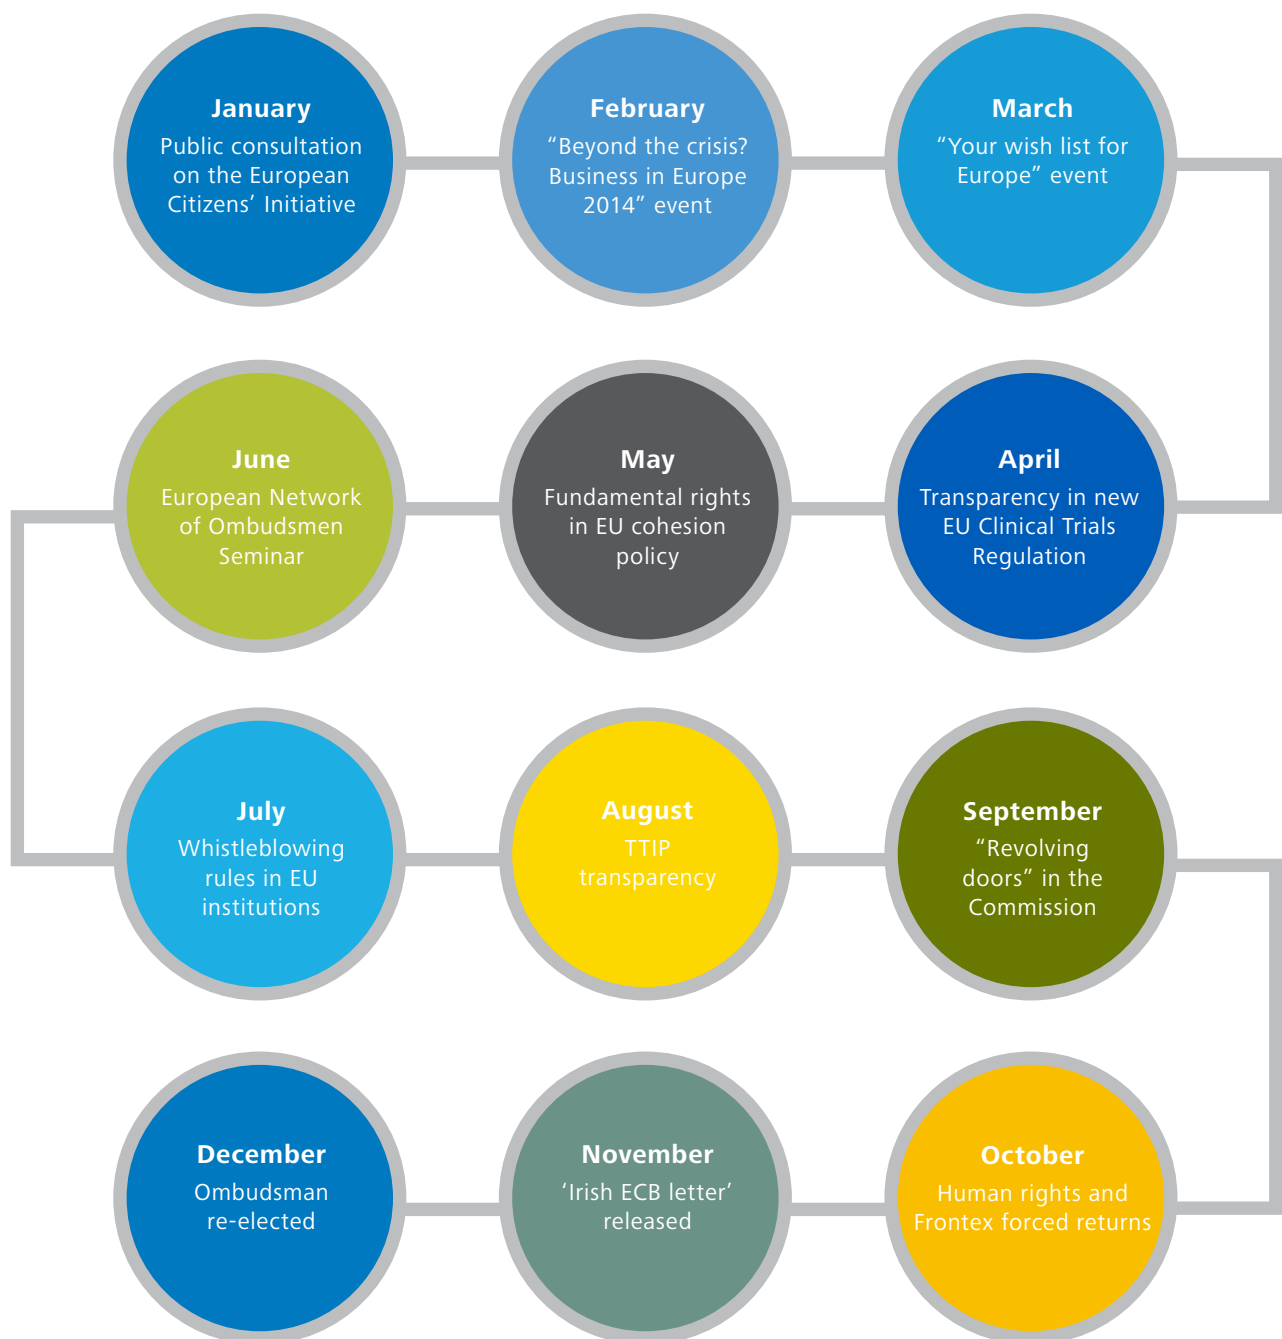 January
Public consultation
on the European
Citizens’ Initiative
February
“Beyond the crisis?
Business in Europe
2014” event
March
“Your wish list for
Europe” event
April
Transparency in new
EU Clinical Trials
Regulation
May
Fundamental rights
in EU cohesion
policy
June
European Network
of Ombudsmen
Seminar
July
Whistleblowing
rules in EU
institutions
August
TTIP
transparency
September
“Revolving
doors” in the
Commission
October
Human rights and
Frontex forced returns
November
‘Irish ECB letter’
released
December
Ombudsman
re-elected